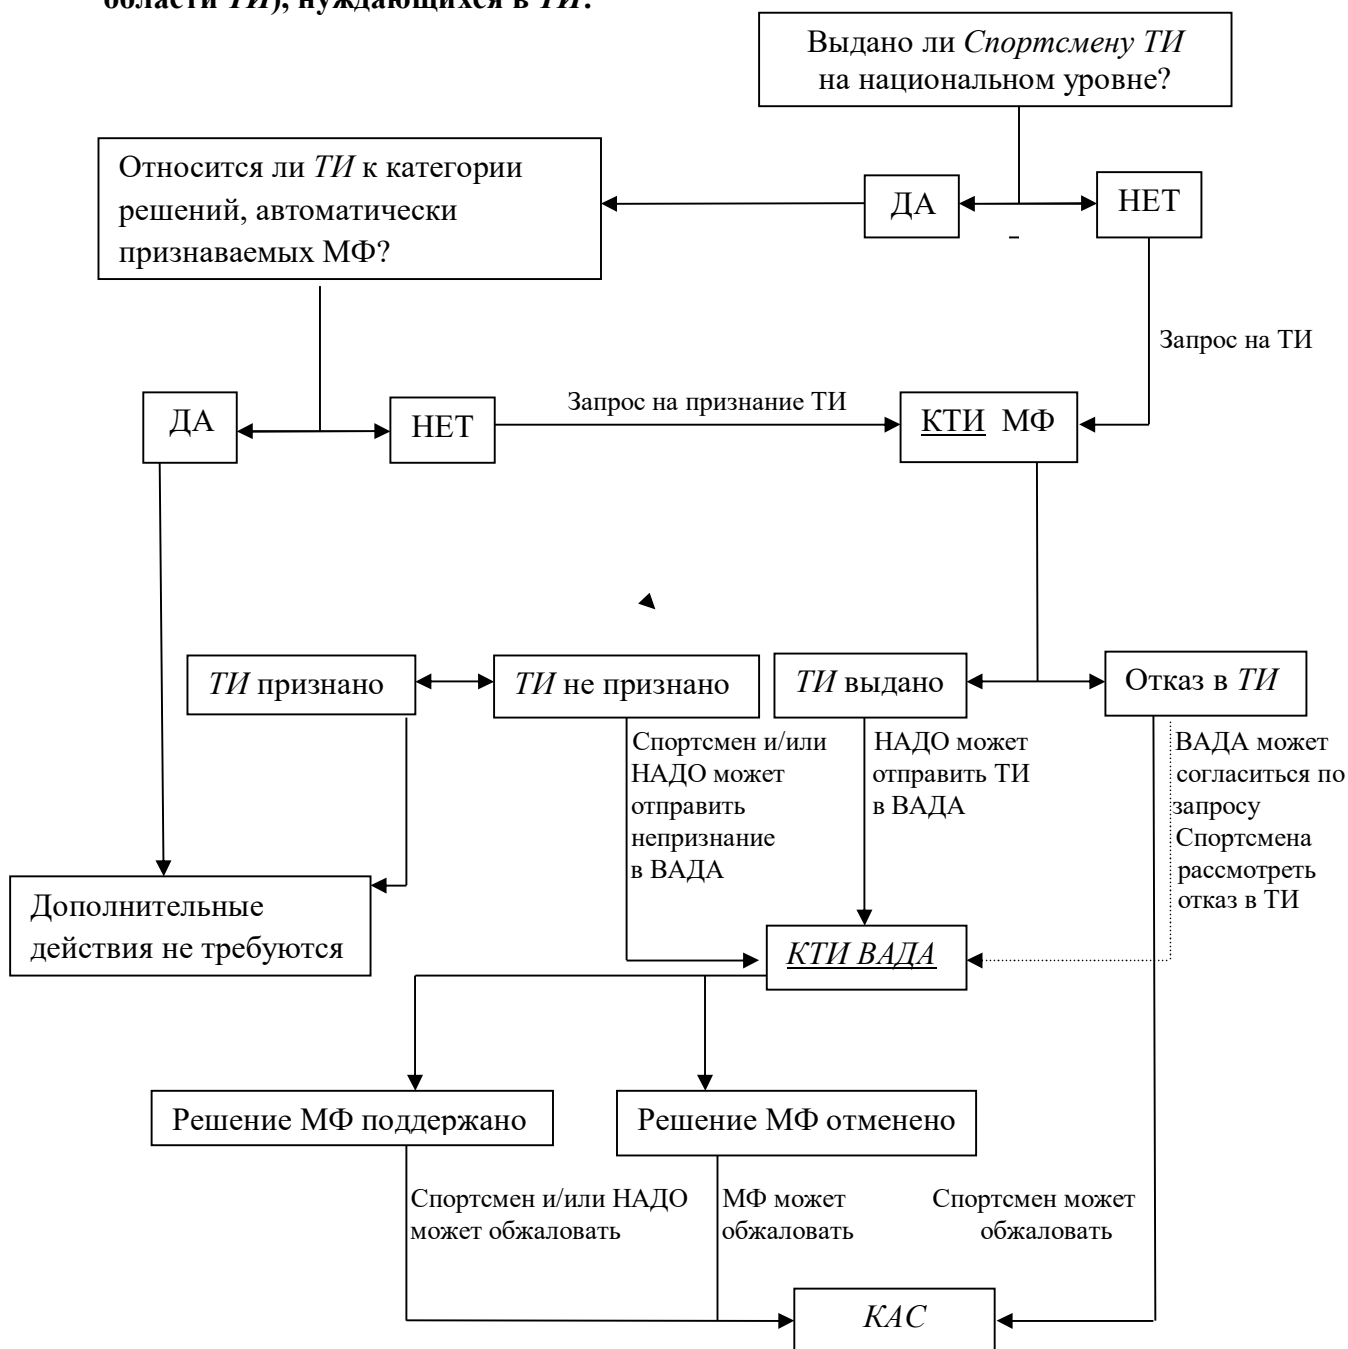 области ТИ), нуждающихся в ТИ.
Выдано ли Спортсмену ТИ
на национальном уровне?
Относится ли ТИ к категории
решений, автоматически
признаваемых МФ?
ДА
НЕТ
Запрос на ТИ
ДА
НЕТ
Запрос на признание ТИ
КТИ МФ
ТИ признано
ТИ не признано
ТИ выдано
Отказ в ТИ
Спортсмен и/или
НАДО может
отправить
непризнание
в ВАДА
НАДО может
отправить ТИ
в ВАДА
ВАДА может
согласиться по
запросу
Спортсмена
рассмотреть
отказ в ТИ
Дополнительные
действия не требуются
КТИ ВАДА
Решение МФ поддержано
Решение МФ отменено
Спортсмен и/или НАДО
может обжаловать
МФ может
обжаловать
Спортсмен может
обжаловать
КАС